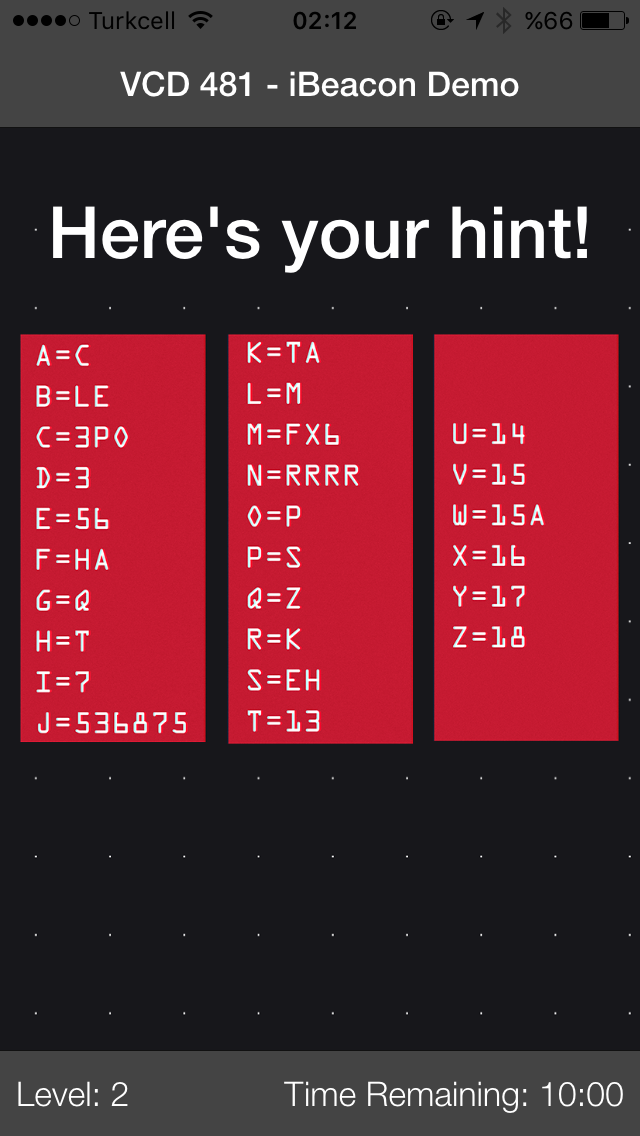 Turkcell 02:12 %66
VCD 481 - iBeacon Demo
Here's your hint!
A=C
B=LE
C=3PO
D=3
E=56
F=HA
G=Q
H=T
I=7
J=536875
K=TA
L=M
M=FX6
N=RRRR
O=P
P=S
Q=Z
R=K
S=EH
T=13
U=14
V=15
W=15A
X=16
Y=17
Z=18
Level: 2
Time Remaining: 10:00